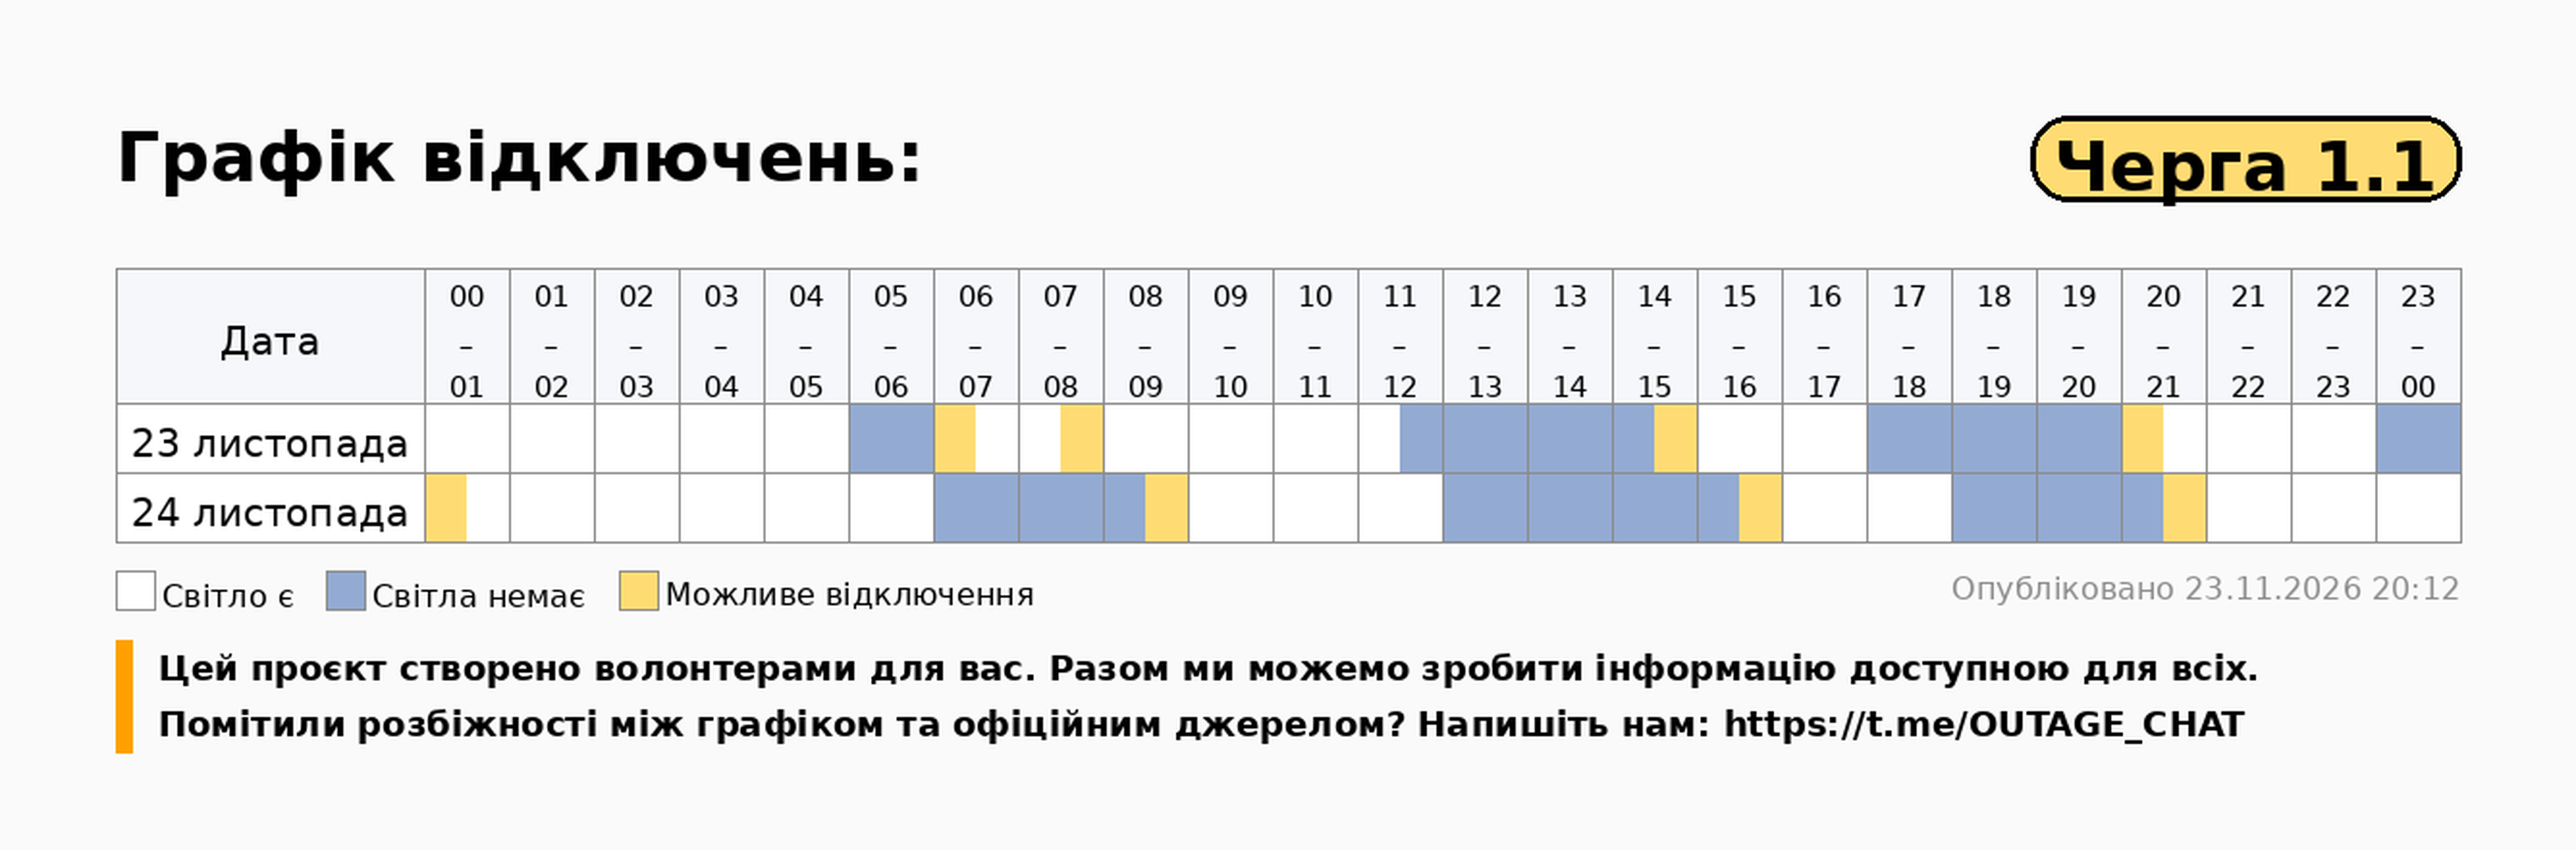 Графік відключень:
Черга 1.1
Дата 00 – 01 01 – 02 02 – 03 03 – 04 04 – 05 05 – 06 06 – 07 07 – 08 08 – 09 09 – 10 10 – 11 11 – 12 12 – 13 13 – 14 14 – 15 15 – 16 16 – 17 17 – 18 18 – 19 19 – 20 20 – 21 21 – 22 22 – 23 23 – 00
23 листопада
24 листопада
Світло є Світла немає Можливе відключення
Опубліковано 23.11.2026 20:12
Цей проєкт створено волонтерами для вас. Разом ми можемо зробити інформацію доступною для всіх.
Помітили розбіжності між графіком та офіційним джерелом? Напишіть нам: https://t.me/OUTAGE_CHAT